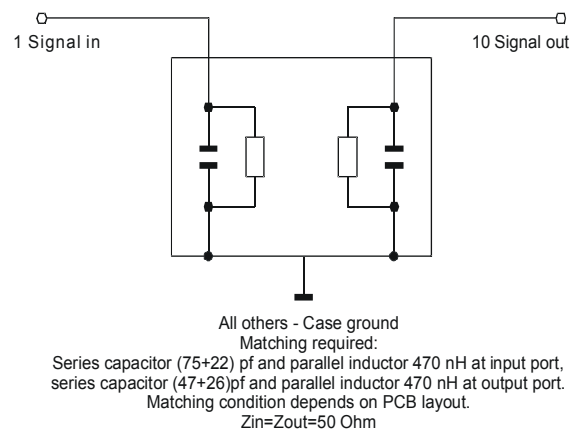 1 Signal in
10 Signal out
All others - Case ground
Matching required:
Series capacitor (75+22) pf and parallel inductor 470 nH at input port,
series capacitor (47+26)pf and parallel inductor 470 nH at output port.
Matching condition depends on PCB layout.
Zin=Zout=50 Ohm